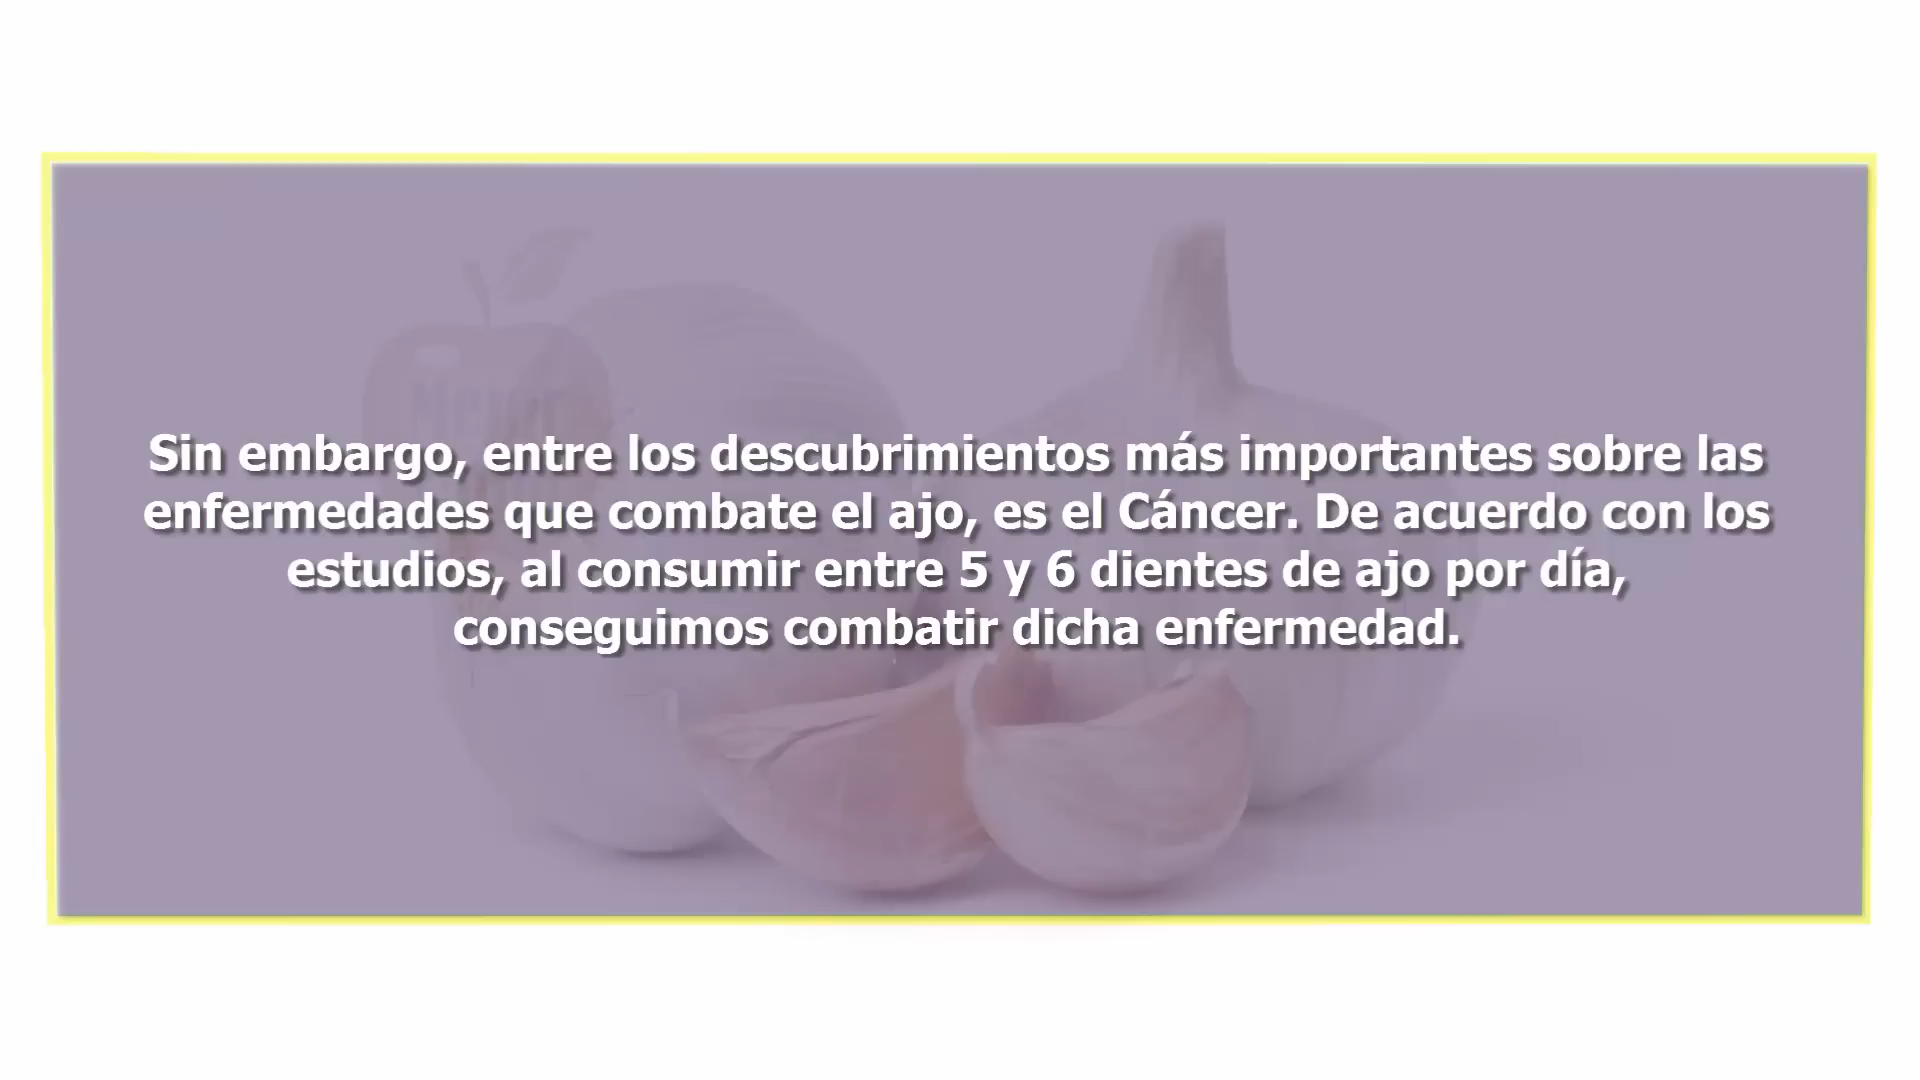 Sin embargo, entre los descubrimientos más importantes sobre las
enfermedades que combate el ajo, es el Cáncer. De acuerdo con los
estudios, al consumir entre 5 y 6 dientes de ajo por día,
conseguimos combatir dicha enfermedad.